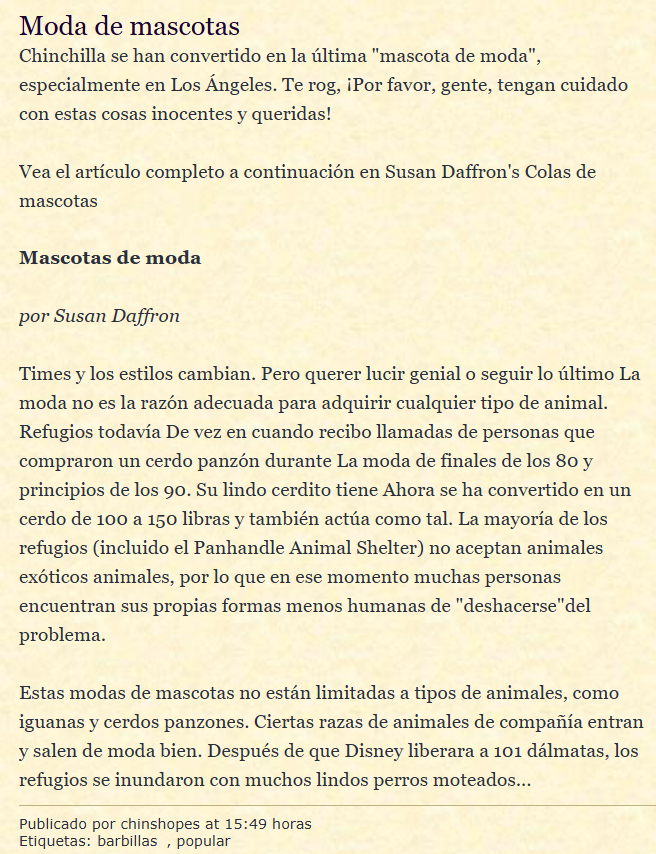 Moda de mascotas
Chinchilla se han convertido en la última "mascota de moda",
especialmente en Los Ángeles. Te rog, ¡Por favor, gente, tengan cuidado
con estas cosas inocentes y queridas!
Vea el artículo completo a continuación en Susan Daffron's Colas de
mascotas
Mascotas de moda
por Susan Daffron
Times y los estilos cambian. Pero querer lucir genial o seguir lo último La
moda no es la razón adecuada para adquirir cualquier tipo de animal.
Refugios todavía De vez en cuando recibo llamadas de personas que
compraron un cerdo panzón durante La moda de finales de los 80 y
principios de los 90. Su lindo cerdito tiene Ahora se ha convertido en un
cerdo de 100 a 150 libras y también actúa como tal. La mayoría de los
refugios (incluido el Panhandle Animal Shelter) no aceptan animales
exóticos animales, por lo que en ese momento muchas personas
encuentran sus propias formas menos humanas de "deshacerse"del
problema.
Estas modas de mascotas no están limitadas a tipos de animales, como
iguanas y cerdos panzones. Ciertas razas de animales de compañía entran
y salen de moda bien. Después de que Disney liberara a 101 dálmatas, los
refugios se inundaron con muchos lindos perros moteados...
Publicado por chinshopes at 15:49 horas
Etiquetas: barbillas , popular